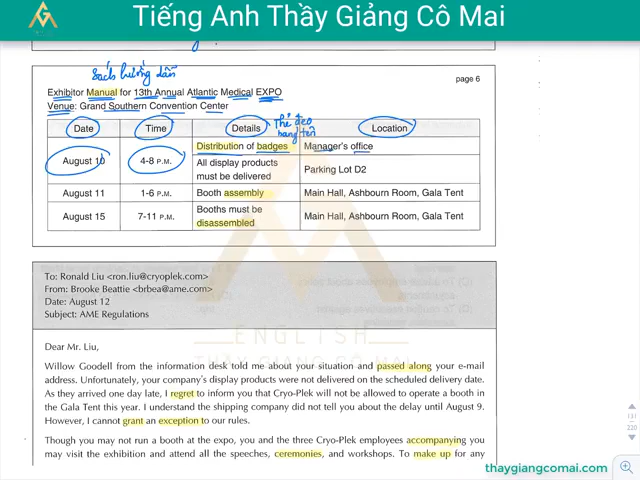 Tiếng Anh Thầy Giảng Cô Mai
Sách hướng dẫn
page 6
Exhibitor Manual for 13th Annual Atlantic Medical EXPO
Venue: Grand Southern Convention Center
Thẻ đeo
bảng tên
Date Time Details Location
August 10 4-8 P.M. Distribution of badges Manager's office
All display products
must be delivered Parking Lot D2
August 11 1-6 P.M. Booth assembly Main Hall, Ashbourn Room, Gala Tent
August 15 7-11 P.M. Booths must be
disassembled Main Hall, Ashbourn Room, Gala Tent
To: Ronald Liu <ron.liu@cryoplek.com>
From: Brooke Beattie <brbea@ame.com>
Date: August 12
Subject: AME Regulations
Dear Mr. Liu,
Willow Goodell from the information desk told me about your situation and passed along your e-mail
address. Unfortunately, your company's display products were not delivered on the scheduled delivery date.
As they arrived one day late, I regret to inform you that Cryo-Plek will not be allowed to operate a booth in
the Gala Tent this year. I understand the shipping company did not tell you about the delay until August 9.
However, I cannot grant an exception to our rules.
Though you may not run a booth at the expo, you and the three Cryo-Plek employees accompanying you
may visit the exhibition and attend all the speeches, ceremonies, and workshops. To make up for any
ENGLISH
THẦY GIẢNG CÔ MAI
131
220
thaygiangcomai.com